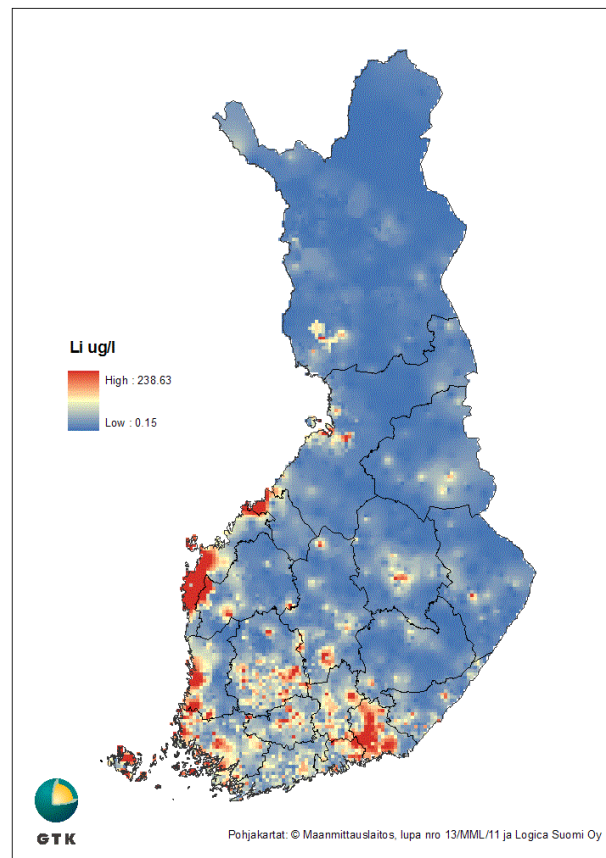 Li ug/l
High : 238.63
Low : 0.15
GTK
Pohjakartat: © Maanmittauslaitos, lupa nro 13/MML/11 ja Logica Suomi Oy